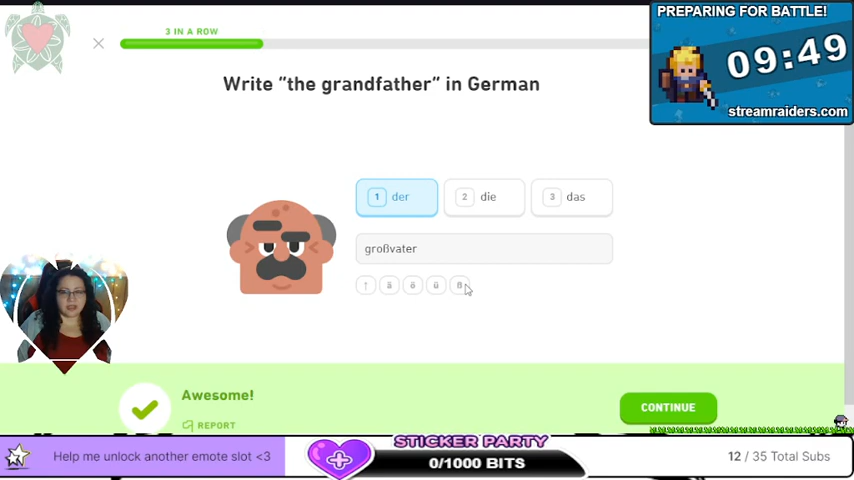 PREPARING FOR BATTLE!
3 IN A ROW
09:49
Write “the grandfather” in German
streamraiders.com
1 der
2 die
3 das
großvater
↑ ä ö ü ß
Awesome!
CONTINUE
REPORT
STICKER PARTY
Help me unlock another emote slot <3
0/1000 BITS
12 / 35 Total Subs